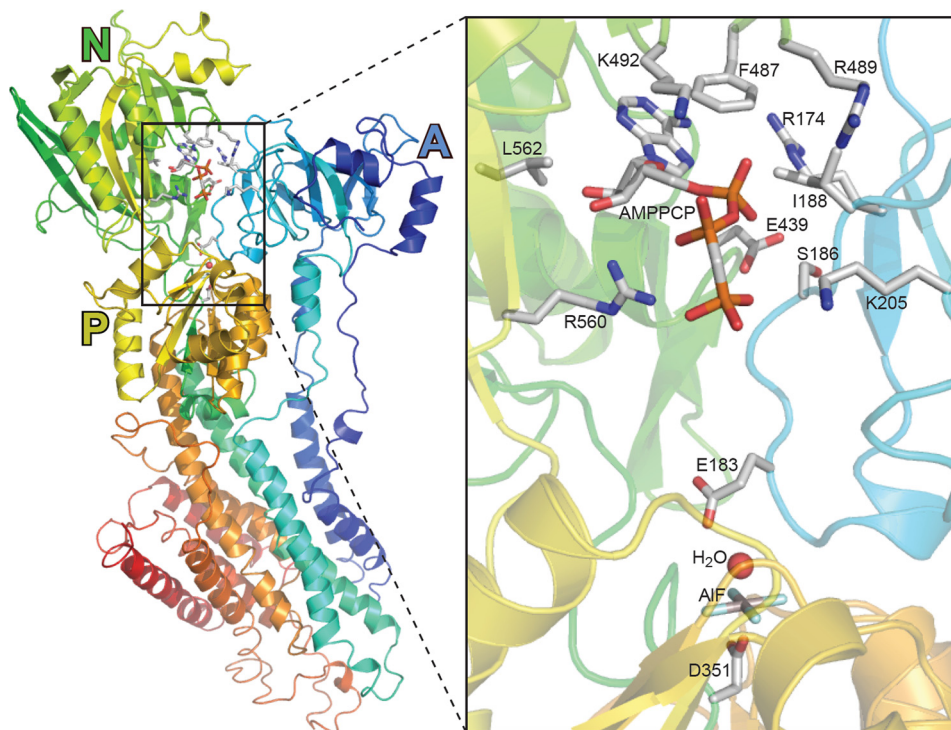 N
A
P
K492
F487
R489
R174
L562
I188
AMPPCP
E439
S186
R560
K205
E183
H₂O
AlF
D351